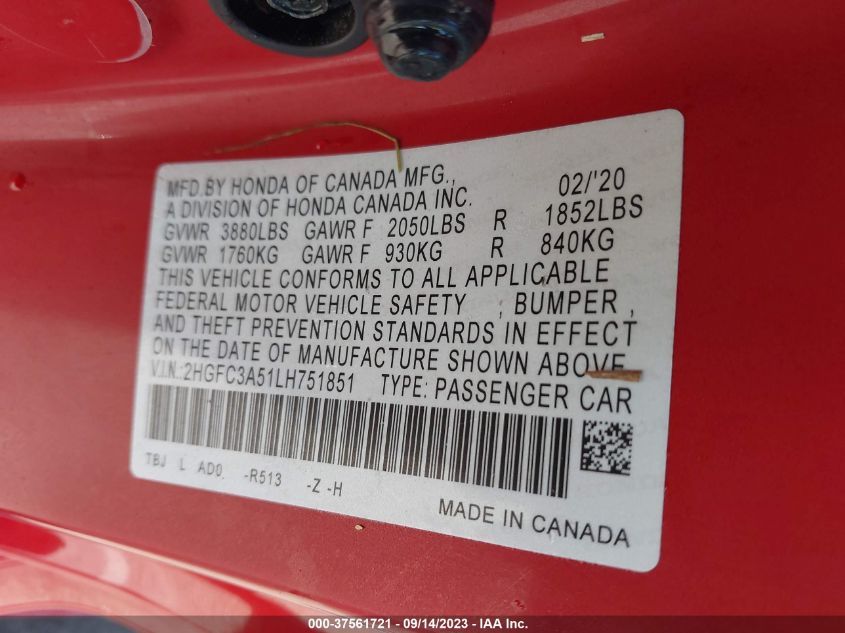 MFD.BY HONDA OF CANADA MFG., 02/'20
A DIVISION OF HONDA CANADA INC.
GVWR 3880LBS GAWR F 2050LBS R 1852LBS
GVWR 1760KG GAWR F 930KG R 840KG
THIS VEHICLE CONFORMS TO ALL APPLICABLE
FEDERAL MOTOR VEHICLE SAFETY , BUMPER ,
AND THEFT PREVENTION STANDARDS IN EFFECT
ON THE DATE OF MANUFACTURE SHOWN ABOVE
V.I.N.:2HGFC3A51LH751851 TYPE: PASSENGER CAR
TBJ L AD0 -R513 -Z -H
MADE IN CANADA
000-37561721 - 09/14/2023 - IAA Inc.